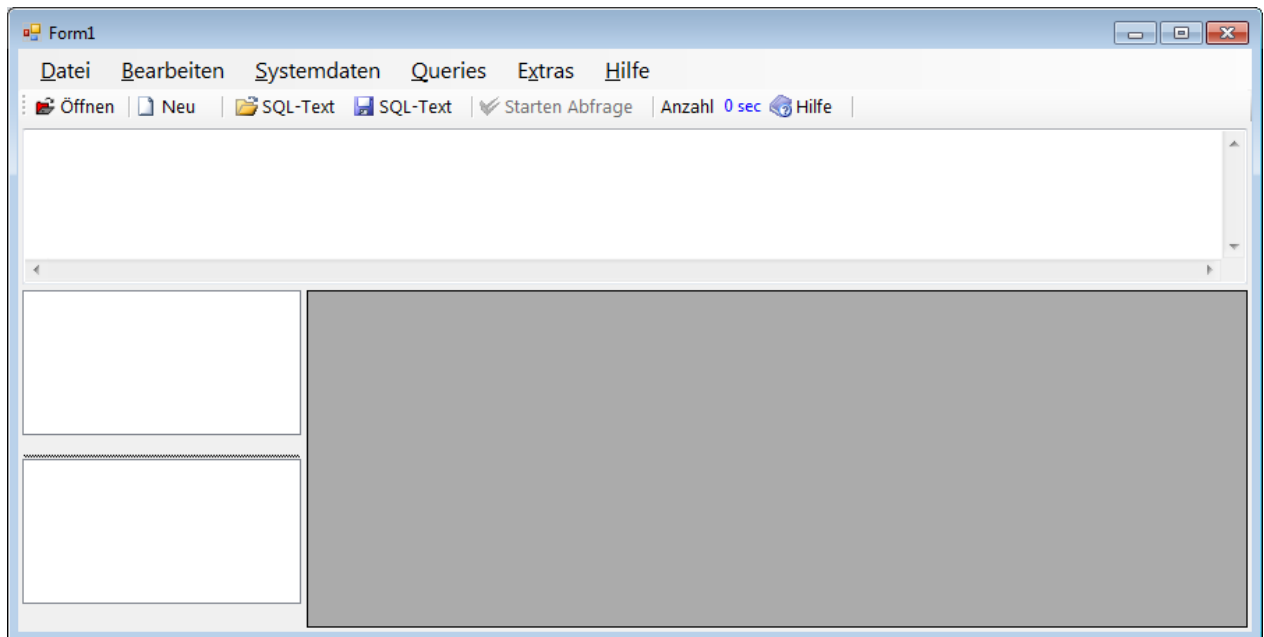 Form1
Datei Bearbeiten Systemdaten Queries Extras Hilfe
Öffnen Neu SQL-Text SQL-Text Starten Abfrage Anzahl 0 sec Hilfe